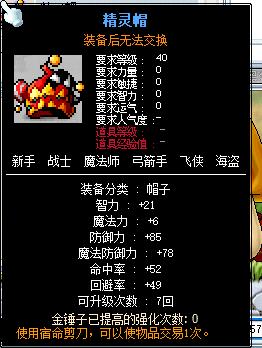 精灵帽
装备后无法交换
要求等级：40
要求力量：0
要求敏捷：0
要求智力：0
要求运气：0
要求人气度：-
道具等级：-
道具经验值：-
新手 战士 魔法师 弓箭手 飞侠 海盗
装备分类：帽子
智力：+21
魔法力：+6
防御力：+85
魔法防御力：+78
命中率：+52
回避率：+49
可升级次数：7回
金锤子已提高的强化次数：0
使用宿命剪刀，可以使物品交易1次。
57